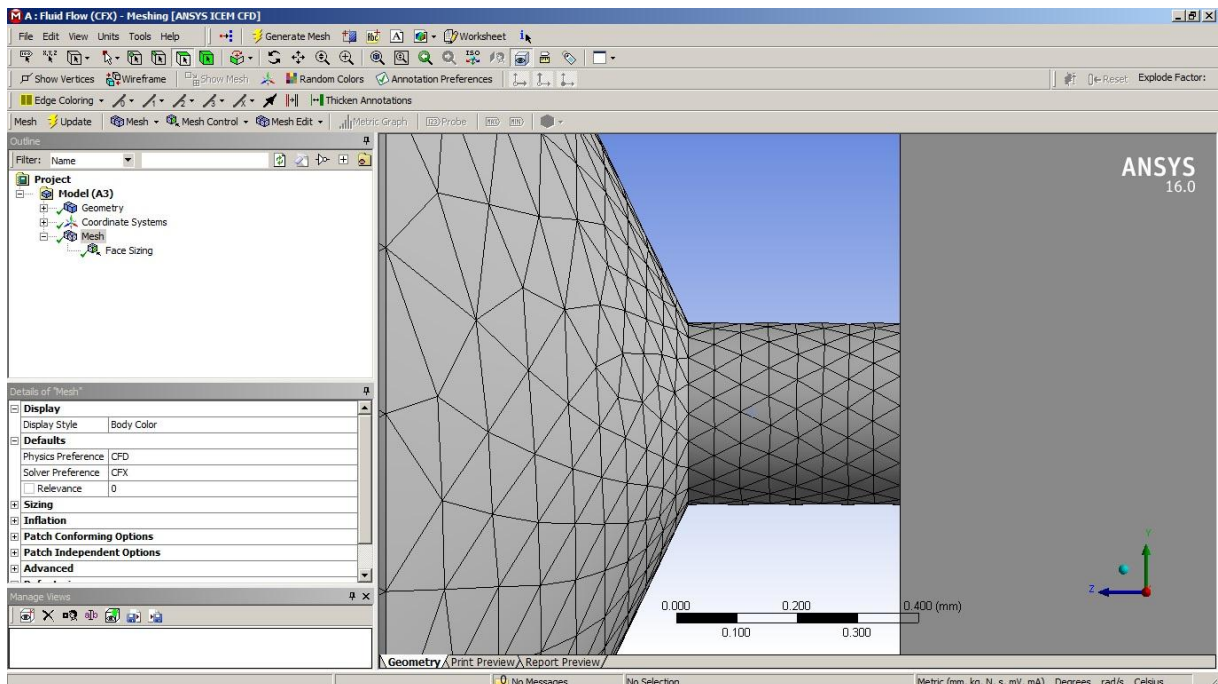 A : Fluid Flow (CFX) - Meshing [ANSYS ICEM CFD]
File Edit View Units Tools Help Generate Mesh A Worksheet
Show Vertices Wireframe Show Mesh Random Colors Annotation Preferences Reset Explode Factor:
Edge Coloring Thicken Annotations
Mesh Update Mesh Mesh Control Mesh Edit Metric Graph Probe
Outline
Filter: Name
Project
Model (A3)
Geometry
Coordinate Systems
Mesh
Face Sizing
ANSYS
16.0
Details of "Mesh"
Display
Display Style Body Color
Defaults
Physics Preference CFD
Solver Preference CFX
Relevance 0
Sizing
Inflation
Patch Conforming Options
Patch Independent Options
Advanced
Manage Views
Y
Z
0.000 0.200 0.400 (mm)
0.100 0.300
Geometry Print Preview Report Preview
0 No Messages No Selection Metric (mm, kg, N, s, mV, mA) Degrees rad/s Celsius